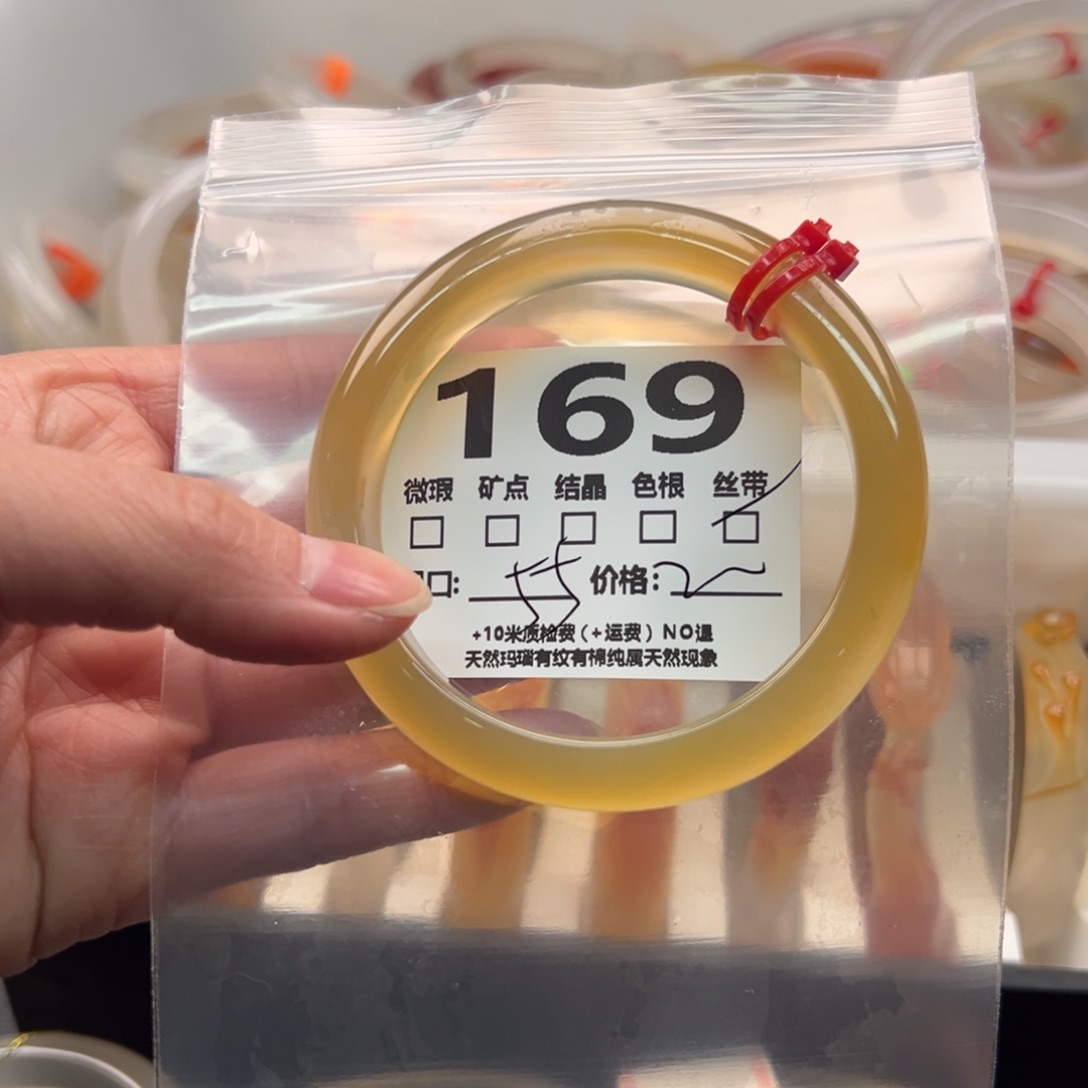 169
微瑕 矿点 结晶 色根 丝带
口: 55 价格:
+10米质检费(+运费)NO退
天然玛瑙有纹有棉纯属天然现象